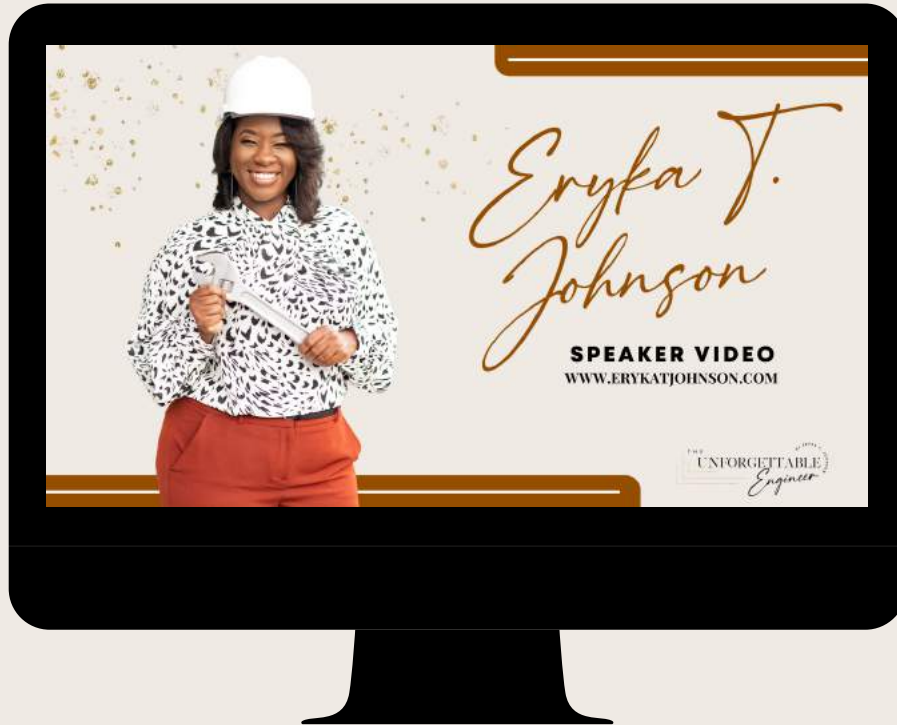 Eryka T.
Johnson
SPEAKER VIDEO
WWW.ERYKATJOHNSON.COM
THE
UNFORGETTABLE
Engineer